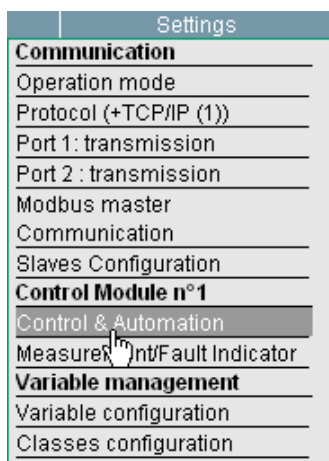 Settings
Communication
Operation mode
Protocol (+TCP/IP (1))
Port 1: transmission
Port 2 : transmission
Modbus master
Communication
Slaves Configuration
Control Module n°1
Control & Automation
Measurement/Fault Indicator
Variable management
Variable configuration
Classes configuration